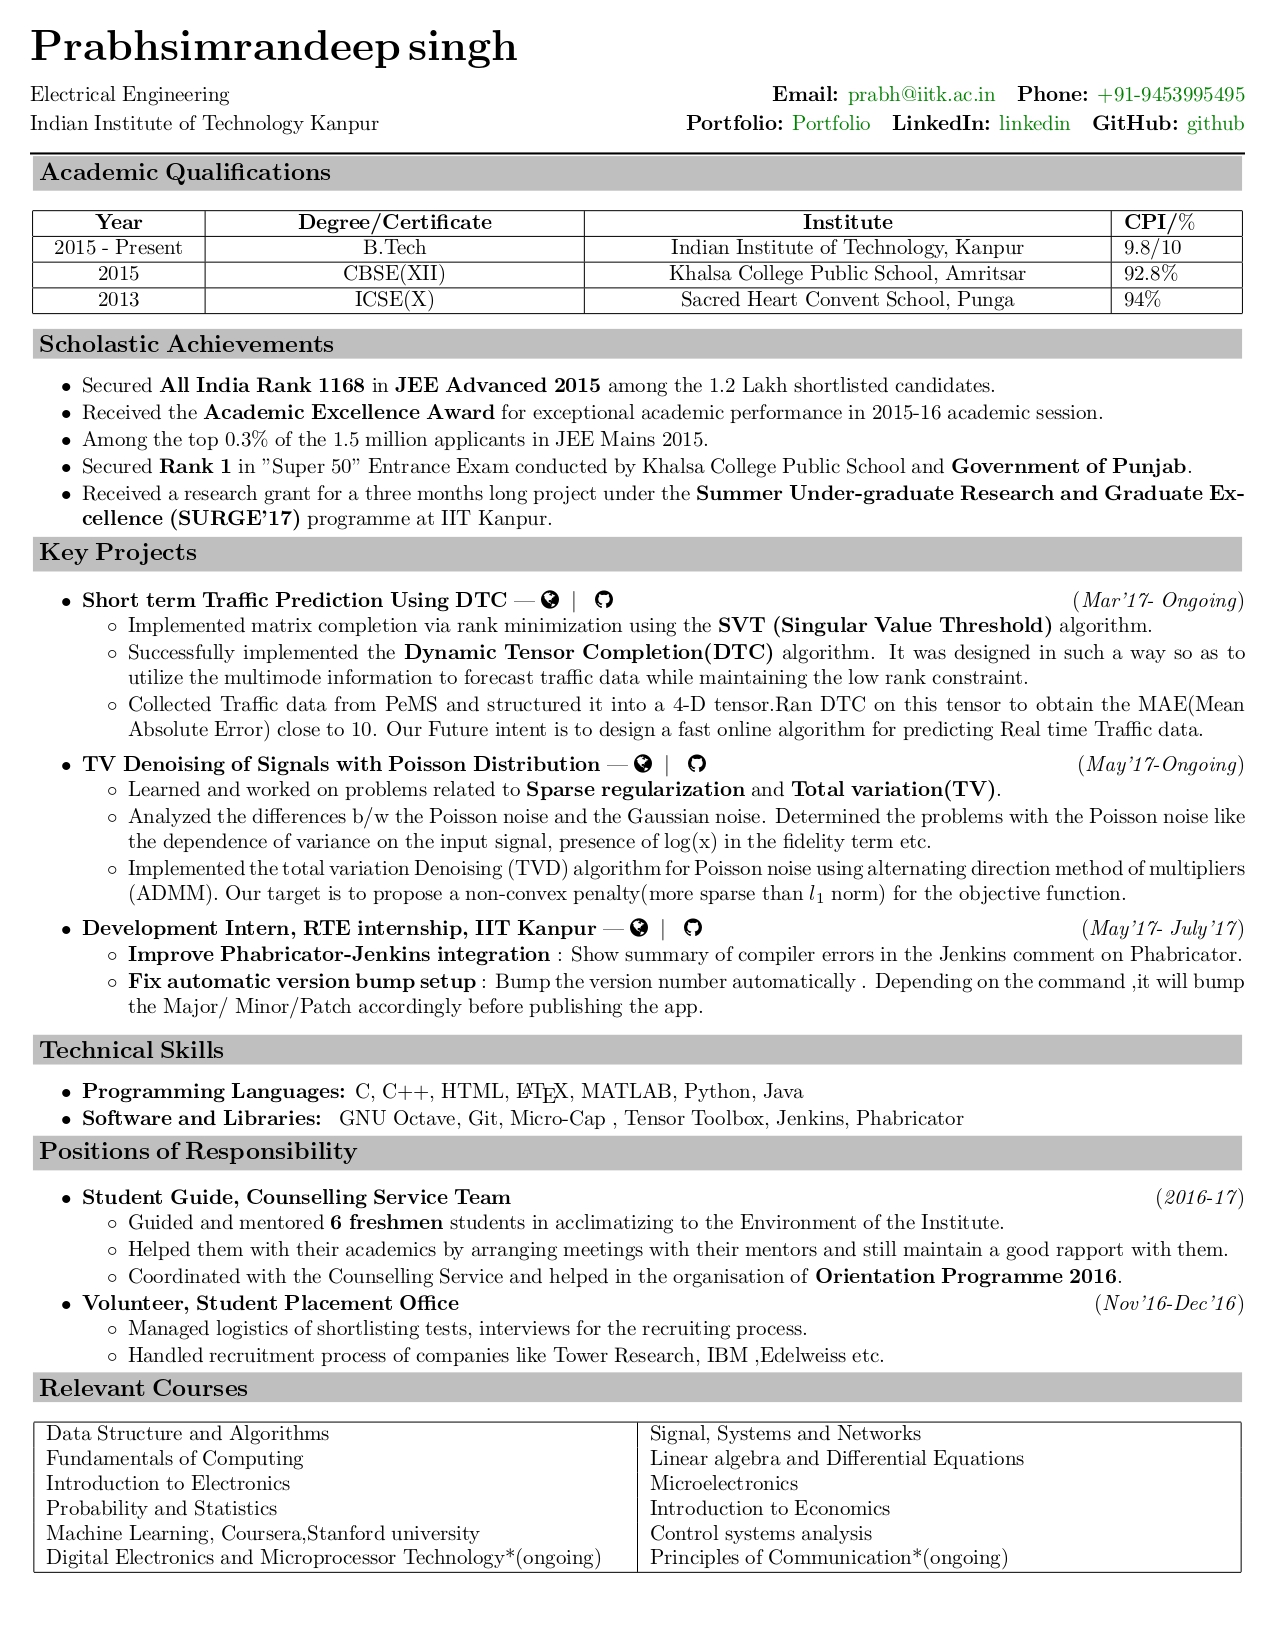 Prabhsimrandeep singh
Electrical Engineering
Email: prabh@iitk.ac.in Phone: +91-9453995495
Indian Institute of Technology Kanpur
Portfolio: Portfolio LinkedIn: linkedin GitHub: github
Academic Qualifications
Year Degree/Certificate Institute CPI/%
2015 - Present B.Tech Indian Institute of Technology, Kanpur 9.8/10
2015 CBSE(XII) Khalsa College Public School, Amritsar 92.8%
2013 ICSE(X) Sacred Heart Convent School, Punga 94%
Scholastic Achievements
• Secured All India Rank 1168 in JEE Advanced 2015 among the 1.2 Lakh shortlisted candidates.
• Received the Academic Excellence Award for exceptional academic performance in 2015-16 academic session.
• Among the top 0.3% of the 1.5 million applicants in JEE Mains 2015.
• Secured Rank 1 in ”Super 50” Entrance Exam conducted by Khalsa College Public School and Government of Punjab.
• Received a research grant for a three months long project under the Summer Under-graduate Research and Graduate Ex-
cellence (SURGE’17) programme at IIT Kanpur.
Key Projects
• Short term Traffic Prediction Using DTC — | (Mar’17- Ongoing)
◦ Implemented matrix completion via rank minimization using the SVT (Singular Value Threshold) algorithm.
◦ Successfully implemented the Dynamic Tensor Completion(DTC) algorithm. It was designed in such a way so as to
utilize the multimode information to forecast traffic data while maintaining the low rank constraint.
◦ Collected Traffic data from PeMS and structured it into a 4-D tensor.Ran DTC on this tensor to obtain the MAE(Mean
Absolute Error) close to 10. Our Future intent is to design a fast online algorithm for predicting Real time Traffic data.
• TV Denoising of Signals with Poisson Distribution — | (May’17-Ongoing)
◦ Learned and worked on problems related to Sparse regularization and Total variation(TV).
◦ Analyzed the differences b/w the Poisson noise and the Gaussian noise. Determined the problems with the Poisson noise like
the dependence of variance on the input signal, presence of log(x) in the fidelity term etc.
◦ Implemented the total variation Denoising (TVD) algorithm for Poisson noise using alternating direction method of multipliers
(ADMM). Our target is to propose a non-convex penalty(more sparse than l1 norm) for the objective function.
• Development Intern, RTE internship, IIT Kanpur — | (May’17- July’17)
◦ Improve Phabricator-Jenkins integration : Show summary of compiler errors in the Jenkins comment on Phabricator.
◦ Fix automatic version bump setup : Bump the version number automatically . Depending on the command ,it will bump
the Major/ Minor/Patch accordingly before publishing the app.
Technical Skills
• Programming Languages: C, C++, HTML, LATEX, MATLAB, Python, Java
• Software and Libraries: GNU Octave, Git, Micro-Cap , Tensor Toolbox, Jenkins, Phabricator
Positions of Responsibility
• Student Guide, Counselling Service Team (2016-17)
◦ Guided and mentored 6 freshmen students in acclimatizing to the Environment of the Institute.
◦ Helped them with their academics by arranging meetings with their mentors and still maintain a good rapport with them.
◦ Coordinated with the Counselling Service and helped in the organisation of Orientation Programme 2016.
• Volunteer, Student Placement Office (Nov’16-Dec’16)
◦ Managed logistics of shortlisting tests, interviews for the recruiting process.
◦ Handled recruitment process of companies like Tower Research, IBM ,Edelweiss etc.
Relevant Courses
Data Structure and Algorithms Signal, Systems and Networks
Fundamentals of Computing Linear algebra and Differential Equations
Introduction to Electronics Microelectronics
Probability and Statistics Introduction to Economics
Machine Learning, Coursera,Stanford university Control systems analysis
Digital Electronics and Microprocessor Technology*(ongoing) Principles of Communication*(ongoing)